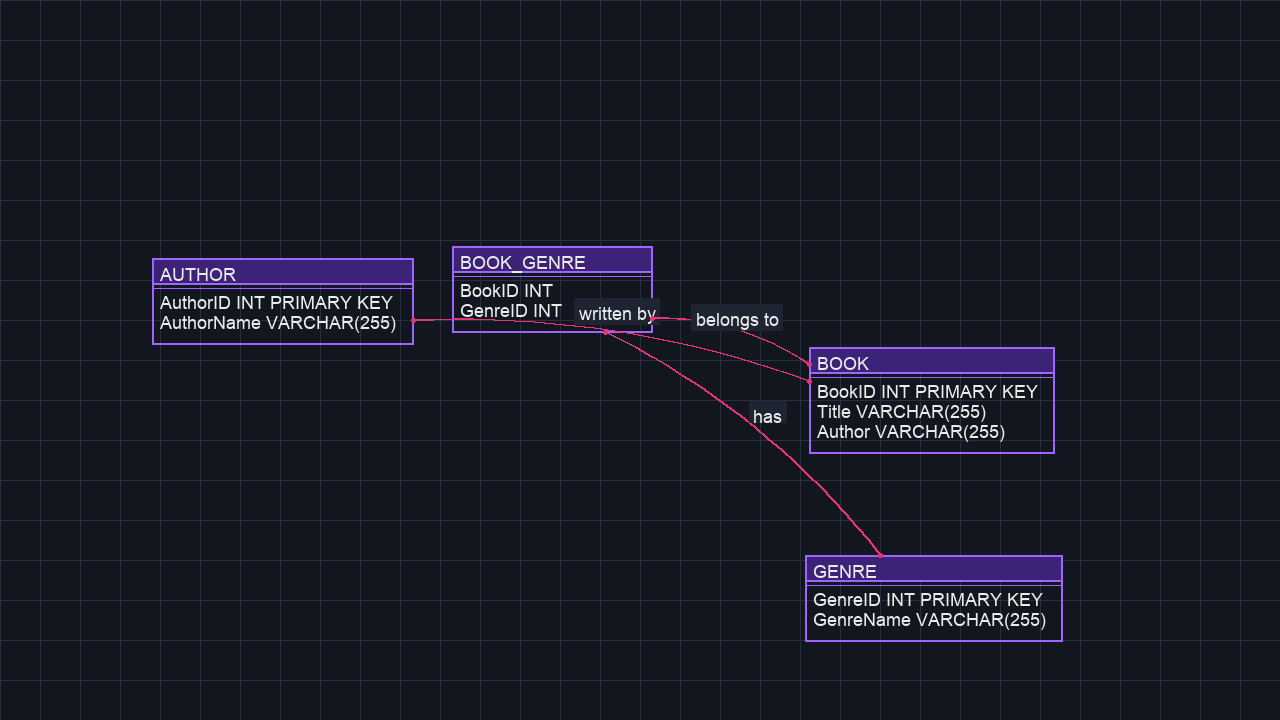 AUTHOR
AuthorID INT PRIMARY KEY
AuthorName VARCHAR(255)
BOOK_GENRE
BookID INT
GenreID INT
written by
belongs to
BOOK
BookID INT PRIMARY KEY
Title VARCHAR(255)
Author VARCHAR(255)
has
GENRE
GenreID INT PRIMARY KEY
GenreName VARCHAR(255)